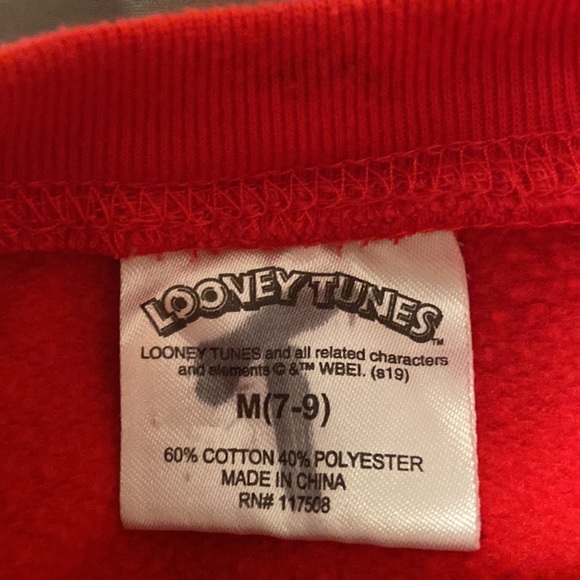 LOONEY TUNES™
LOONEY TUNES and all related characters
and elements © &™ WBEI. (s19)
M(7-9)
60% COTTON 40% POLYESTER
MADE IN CHINA
RN# 117508